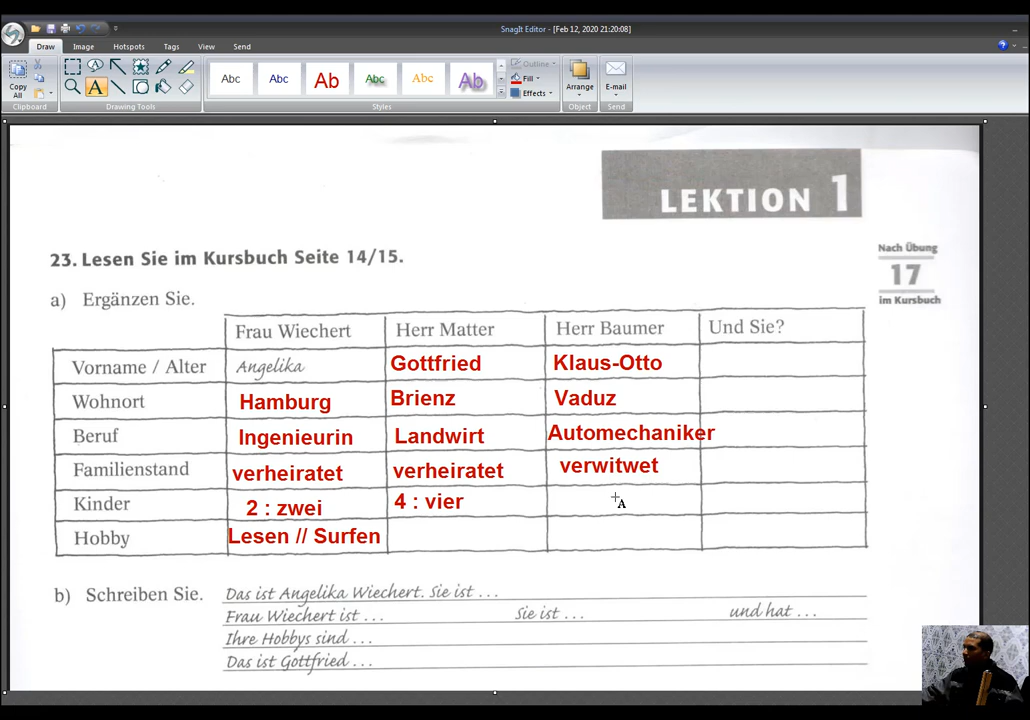 SnagIt Editor - [Feb 12, 2020 21:20:08]
Draw Image Hotspots Tags View Send
Copy All
Clipboard
Drawing Tools
Abc Abc Ab Abc Abc Ab
Styles
Outline
Fill
Effects
Arrange
Object
E-mail
Send
LEKTION 1
Nach Übung
17
im Kursbuch
23. Lesen Sie im Kursbuch Seite 14/15.
a) Ergänzen Sie.
Frau Wiechert Herr Matter Herr Baumer Und Sie?
Vorname / Alter Angelika Gottfried Klaus-Otto
Wohnort Hamburg Brienz Vaduz
Beruf Ingenieurin Landwirt Automechaniker
Familienstand verheiratet verheiratet verwitwet
Kinder 2 : zwei 4 : vier
Hobby Lesen // Surfen
b) Schreiben Sie. Das ist Angelika Wiechert. Sie ist ...
Frau Wiechert ist ... Sie ist ... und hat ...
Ihre Hobbys sind ...
Das ist Gottfried ...